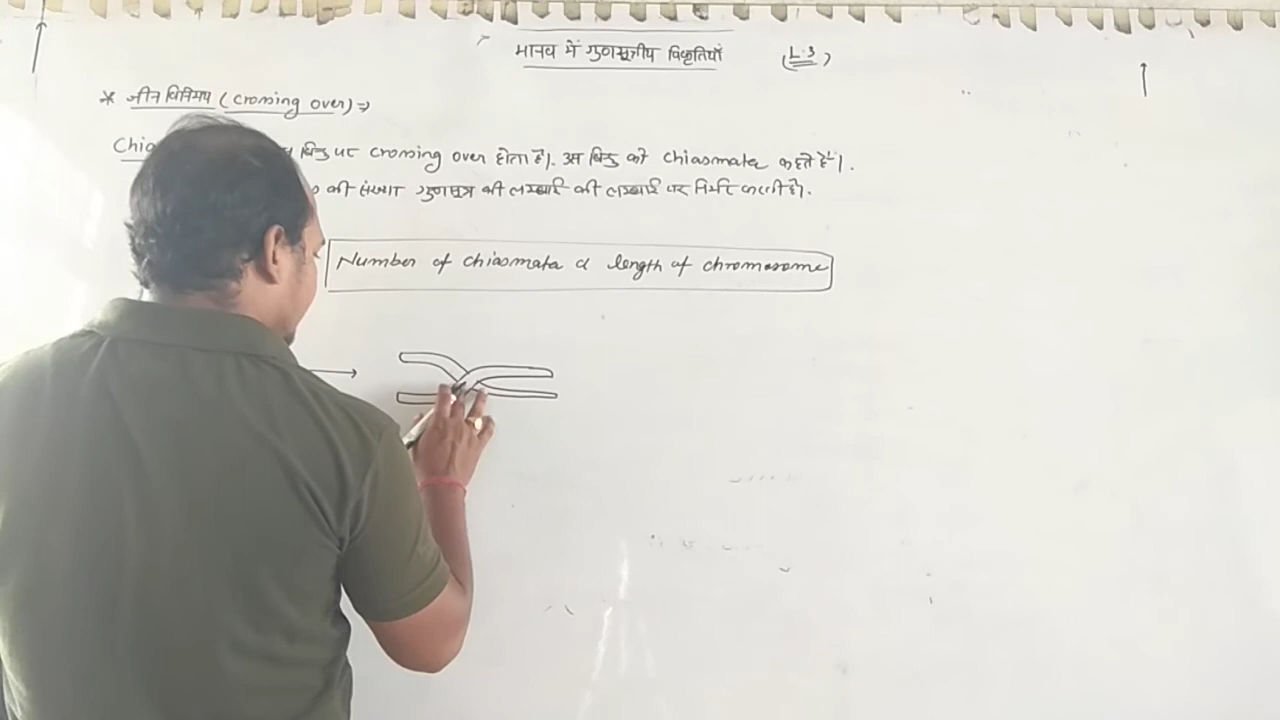 मानव में गुणसूत्रीय विकृतियाँ (L.3)
* जीन विनिमय (Crossing over) ⇒
Chia बिन्दु पर crossing over होता है। उस बिन्दु को chiasmata कहते हैं।
की संख्या गुणसूत्र की लम्बाई की लम्बाई पर निर्भर करती है।
Number of chiasmata α length of chromosome